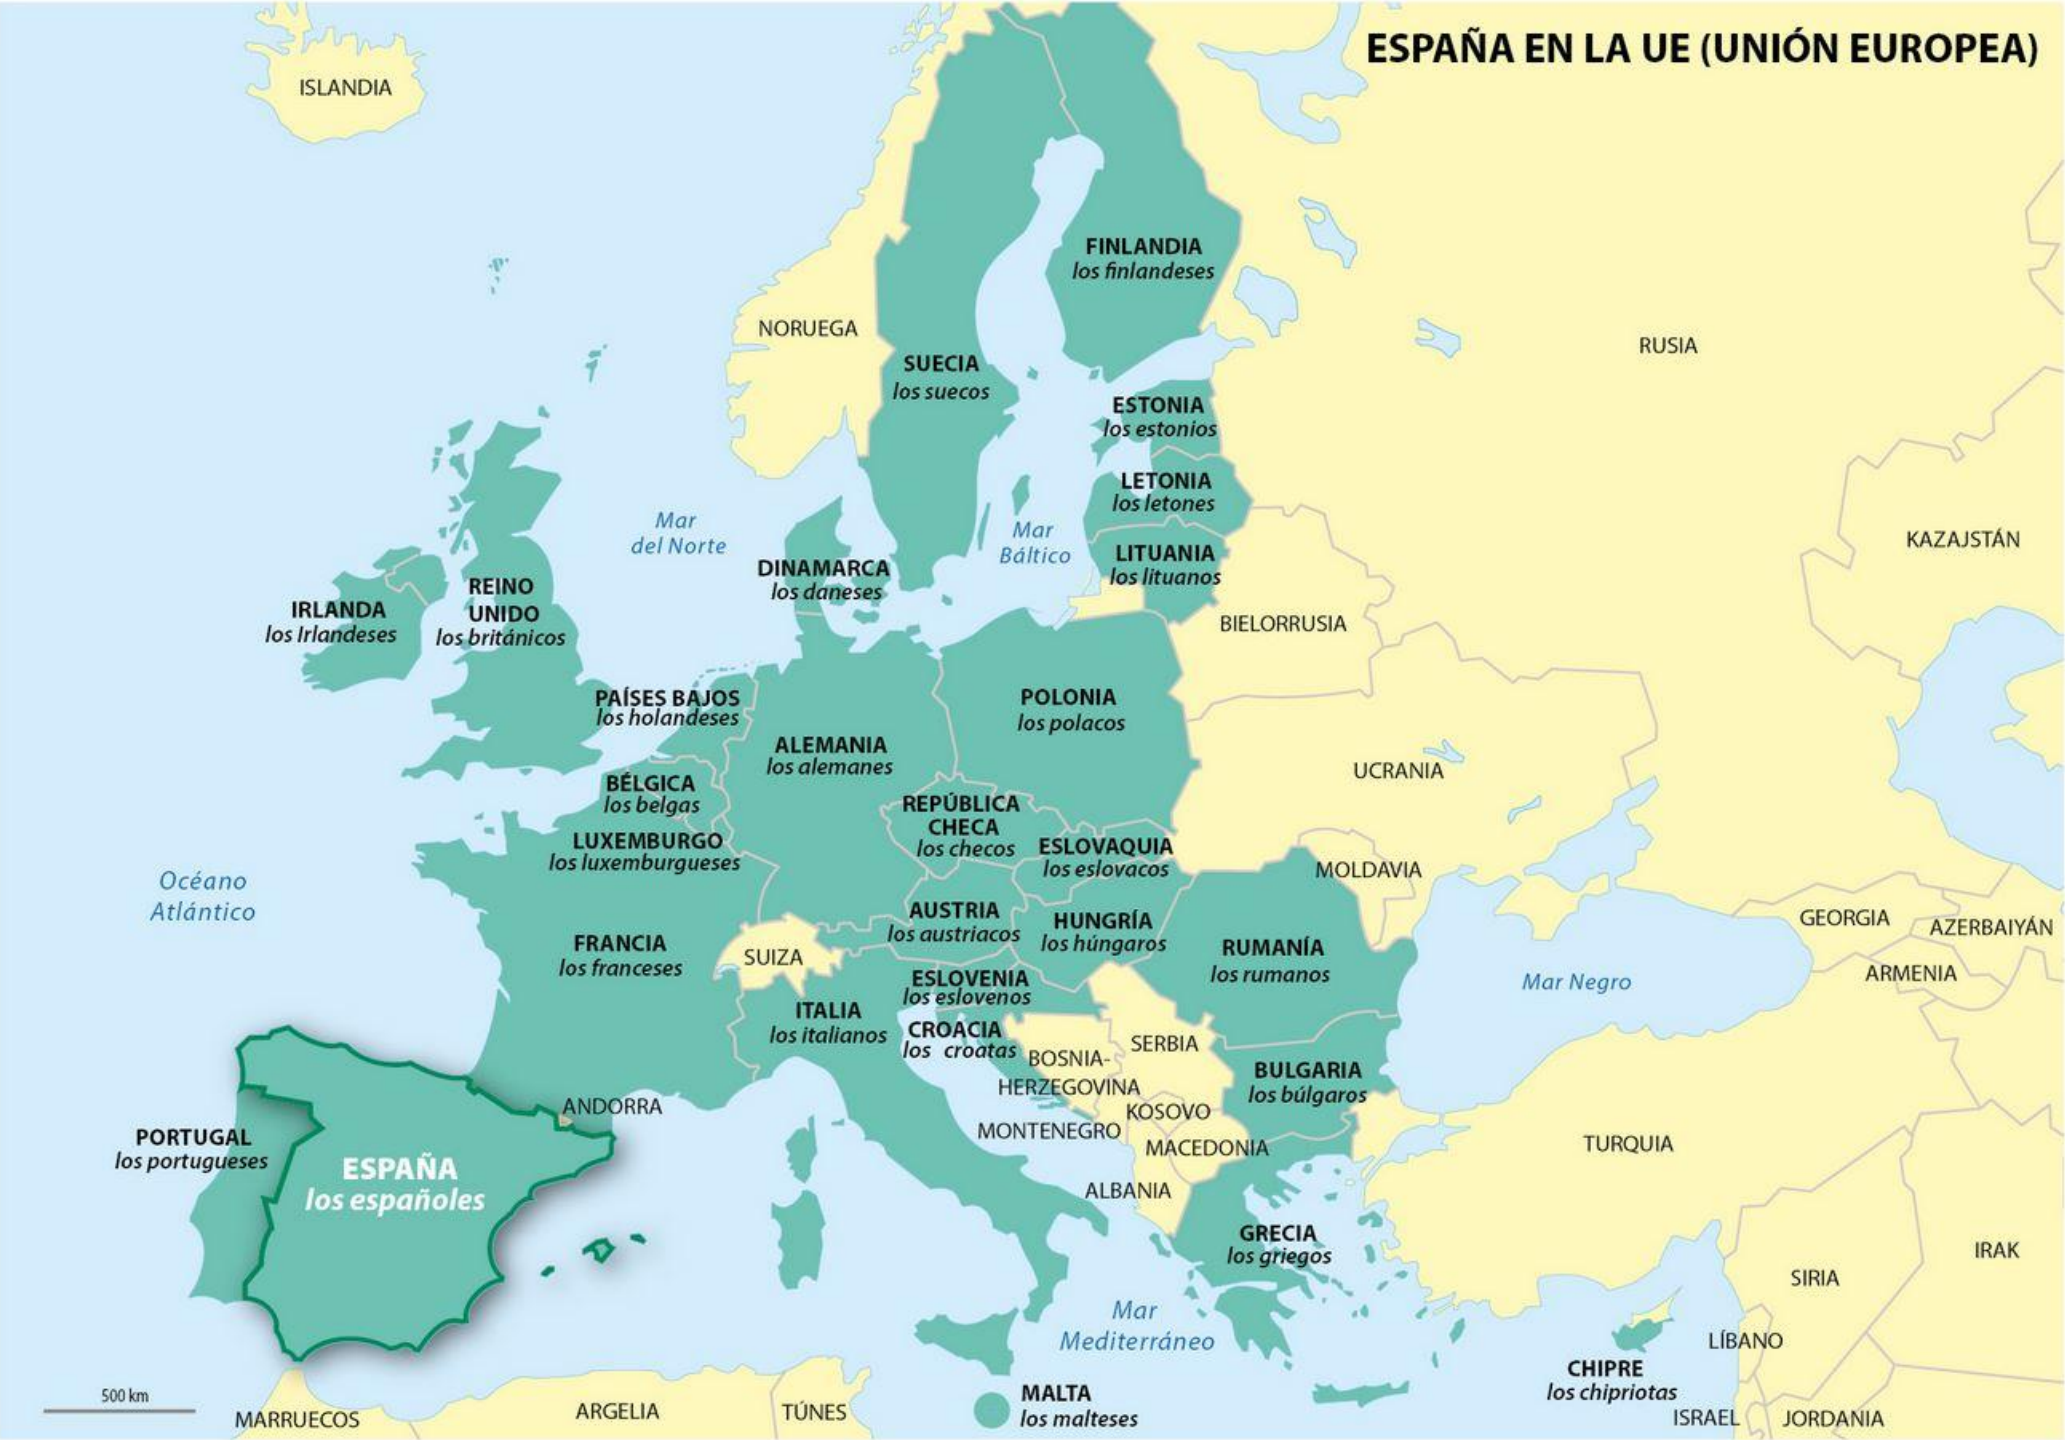 ESPAÑA EN LA UE (UNIÓN EUROPEA)
ISLANDIA
FINLANDIA
los finlandeses
NORUEGA
RUSIA
SUECIA
los suecos
ESTONIA
los estonios
LETONIA
los letones
Mar
del Norte
Mar
Báltico
KAZAJSTÁN
LITUANIA
los lituanos
DINAMARCA
los daneses
REINO
UNIDO
los británicos
IRLANDA
los Irlandeses
BIELORRUSIA
PAÍSES BAJOS
los holandeses
POLONIA
los polacos
ALEMANIA
los alemanes
UCRANIA
BÉLGICA
los belgas
REPÚBLICA
CHECA
los checos
LUXEMBURGO
los luxemburgueses
ESLOVAQUIA
los eslovacos
MOLDAVIA
Océano
Atlántico
AUSTRIA
los austriacos
HUNGRÍA
los húngaros
GEORGIA
AZERBAIYÁN
FRANCIA
los franceses
SUIZA
RUMANÍA
los rumanos
ARMENIA
ESLOVENIA
los eslovenos
Mar Negro
ITALIA
los italianos
CROACIA
los croatas
BOSNIA-
HERZEGOVINA
SERBIA
BULGARIA
los búlgaros
ANDORRA
KOSOVO
MONTENEGRO
MACEDONIA
TURQUIA
PORTUGAL
los portugueses
ESPAÑA
los españoles
ALBANIA
GRECIA
los griegos
IRAK
SIRIA
Mar
Mediterráneo
LÍBANO
CHIPRE
los chipriotas
MALTA
los malteses
500 km
MARRUECOS
ARGELIA
TÚNES
ISRAEL
JORDANIA